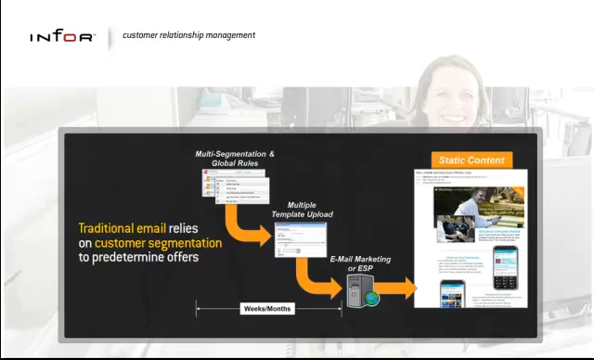 INFOR
customer relationship management
Multi-Segmentation &
Global Rules
Static Content
Multiple
Template Upload
Traditional email relies
on customer segmentation
to predetermine offers
E-Mail Marketing
or ESP
Weeks/Months